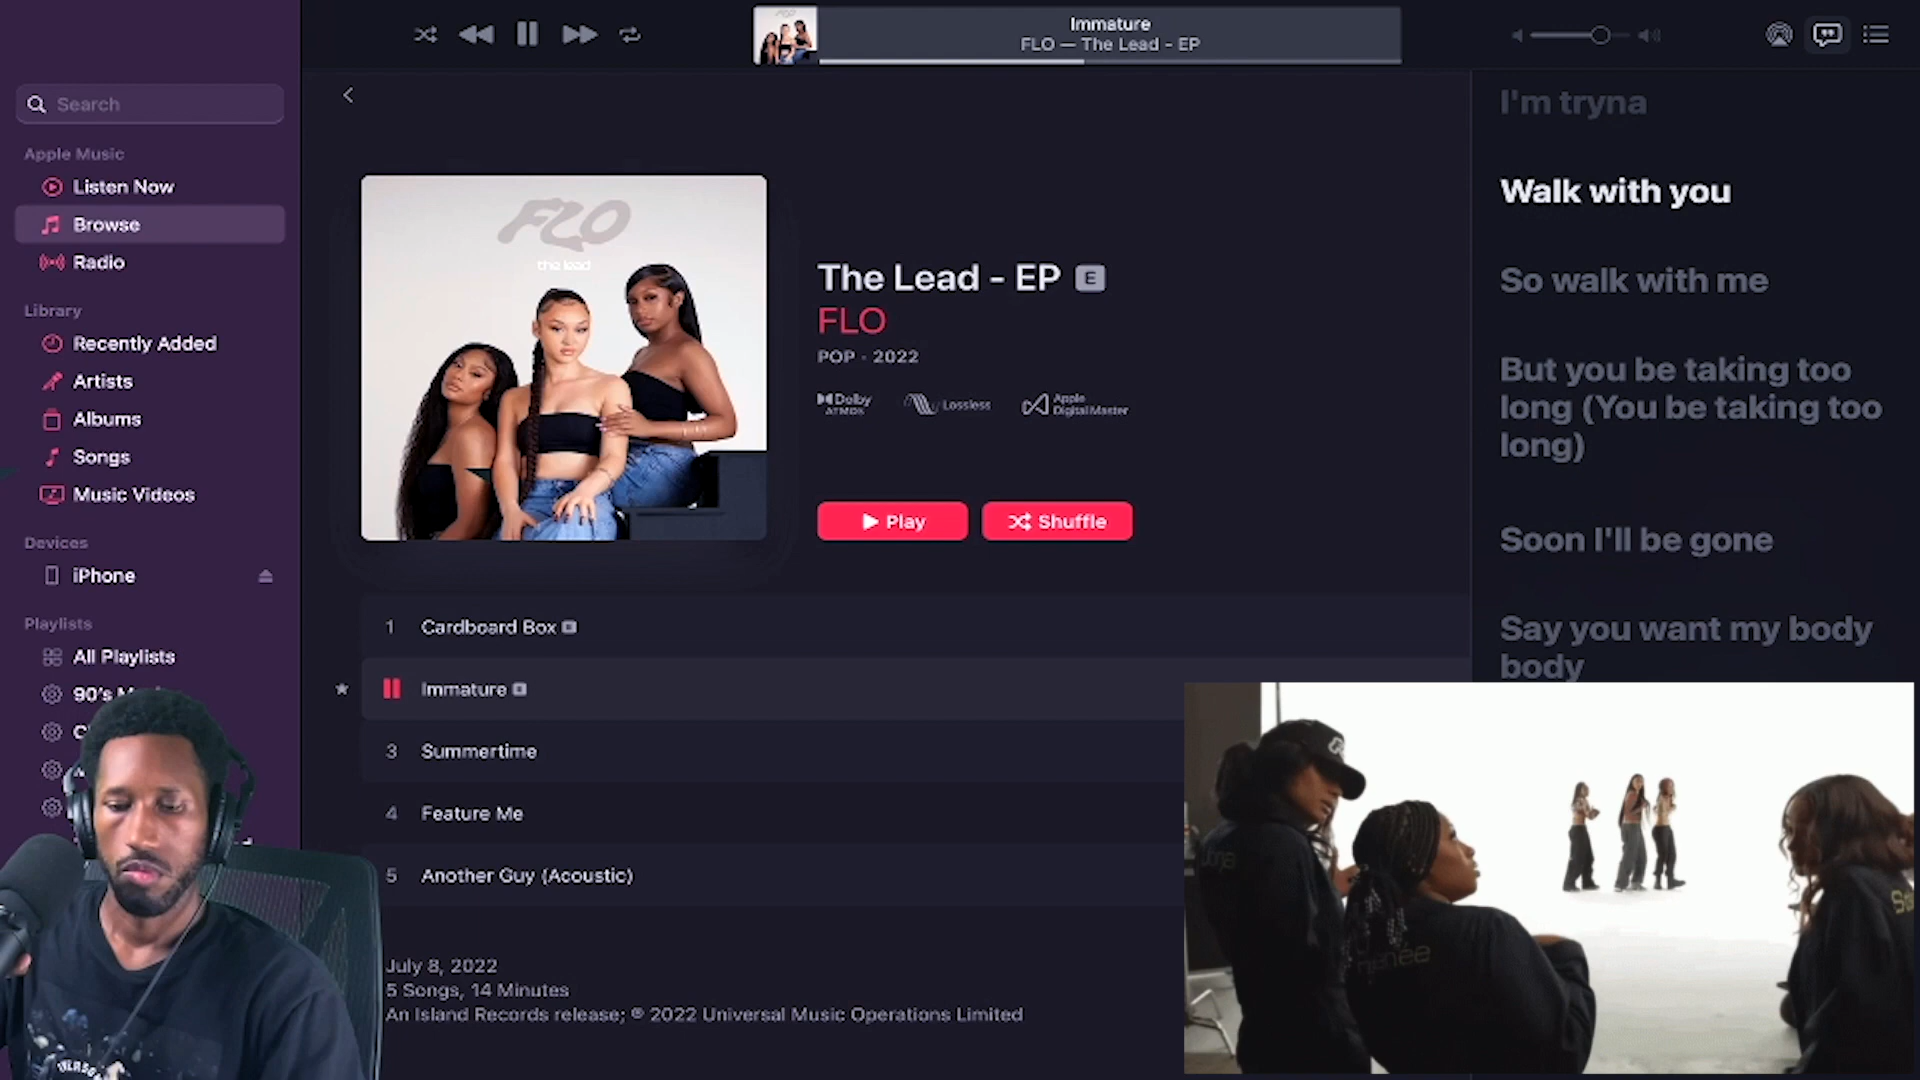 Immature
FLO — The Lead - EP
Search
Apple Music
Listen Now
Browse
Radio
Library
Recently Added
Artists
Albums
Songs
Music Videos
Devices
iPhone
Playlists
All Playlists
90's
FLO
the lead
The Lead - EP E
FLO
POP · 2022
Dolby
ATMOS
Lossless
Apple
Digital Master
Play
Shuffle
1 Cardboard Box E
Immature E
3 Summertime
4 Feature Me
5 Another Guy (Acoustic)
July 8, 2022
5 Songs, 14 Minutes
An Island Records release; ℗ 2022 Universal Music Operations Limited
I'm tryna
Walk with you
So walk with me
But you be taking too
long (You be taking too
long)
Soon I'll be gone
Say you want my body
body